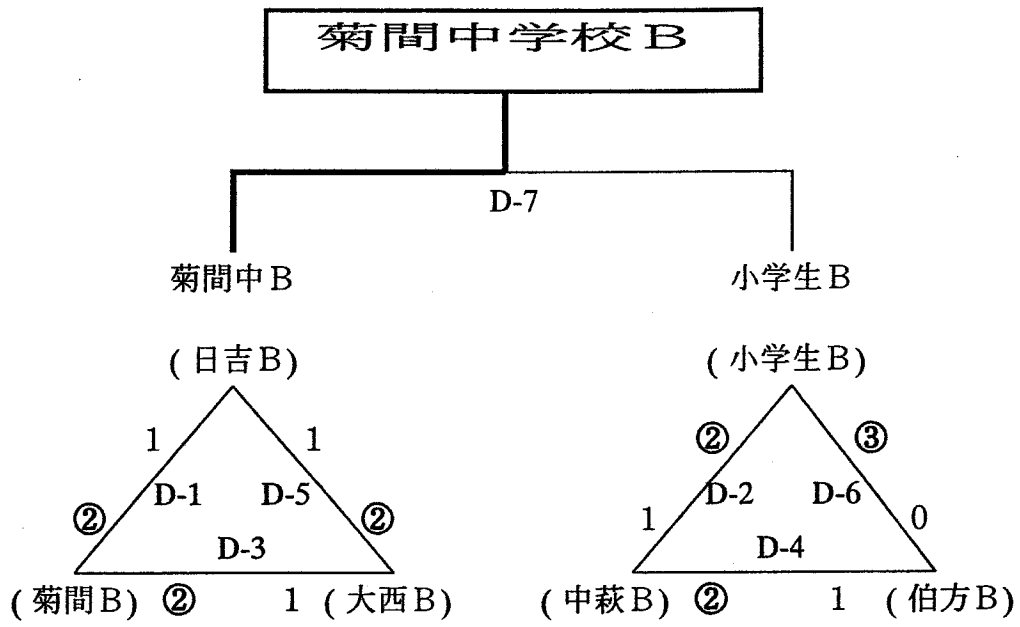 菊間中学校B
D-7
菊間中B 小学生B
(日吉B) (小学生B)
1 1 ② ③
D-1 D-5 D-2 D-6
② ② 1 0
D-3 D-4
(菊間B) ② 1 (大西B) (中萩B) ② 1 (伯方B)